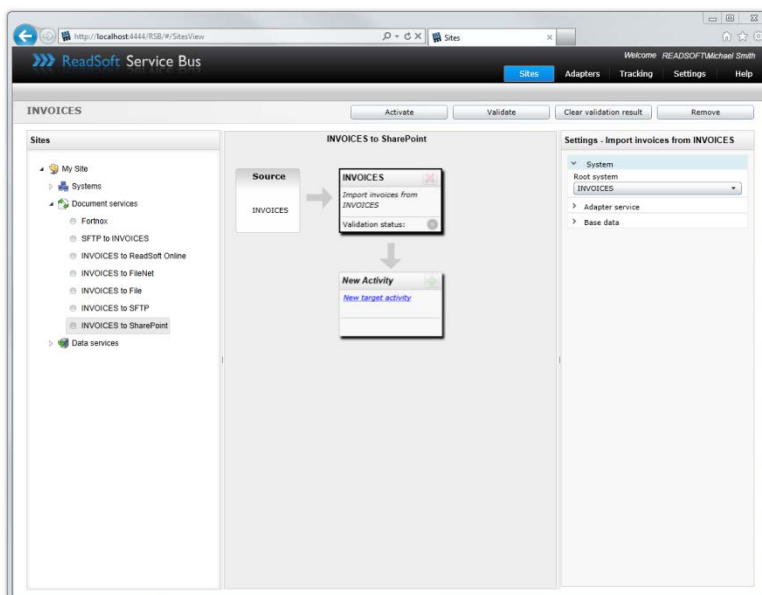 http://localhost:4444/RSB/#/SitesView
Sites
ReadSoft Service Bus
Welcome READSOFT\Michael Smith
Sites Adapters Tracking Settings Help
INVOICES
Activate Validate Clear validation result Remove
Sites
My Site
Systems
Document services
Fortnox
SFTP to INVOICES
INVOICES to ReadSoft Online
INVOICES to FileNet
INVOICES to File
INVOICES to SFTP
INVOICES to SharePoint
Data services
INVOICES to SharePoint
Source
INVOICES
INVOICES
Import invoices from
INVOICES
Validation status:
New Activity
New target activity
Settings - Import invoices from INVOICES
System
Root system
INVOICES
Adapter service
Base data